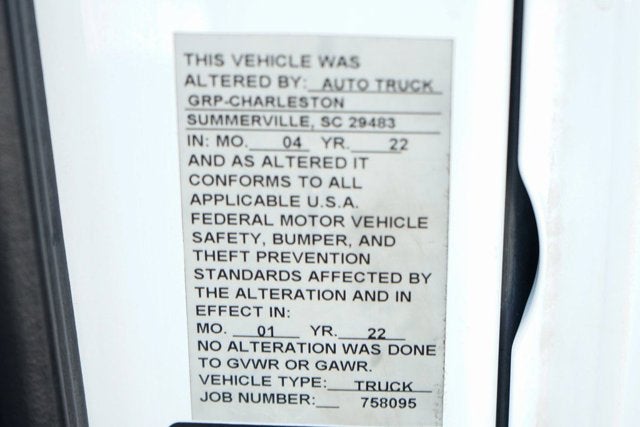 THIS VEHICLE WAS
ALTERED BY: AUTO TRUCK
GRP-CHARLESTON
SUMMERVILLE, SC 29483
IN: MO. 04 YR. 22
AND AS ALTERED IT
CONFORMS TO ALL
APPLICABLE U.S.A.
FEDERAL MOTOR VEHICLE
SAFETY, BUMPER, AND
THEFT PREVENTION
STANDARDS AFFECTED BY
THE ALTERATION AND IN
EFFECT IN:
MO. 01 YR. 22
NO ALTERATION WAS DONE
TO GVWR OR GAWR.
VEHICLE TYPE: TRUCK
JOB NUMBER: 758095